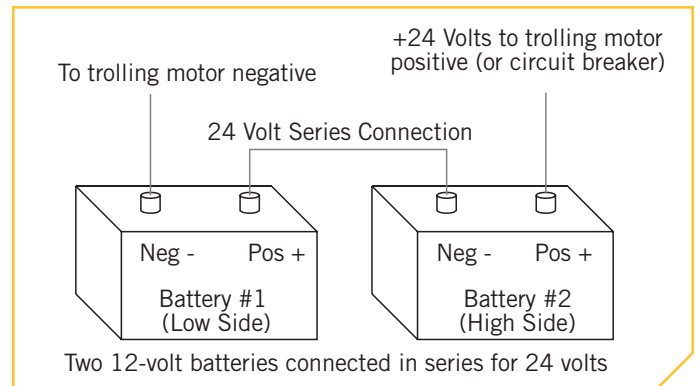 +24 Volts to trolling motor
positive (or circuit breaker)
To trolling motor negative
24 Volt Series Connection
Neg - Pos +
Battery #1
(Low Side)
Neg - Pos +
Battery #2
(High Side)
Two 12-volt batteries connected in series for 24 volts